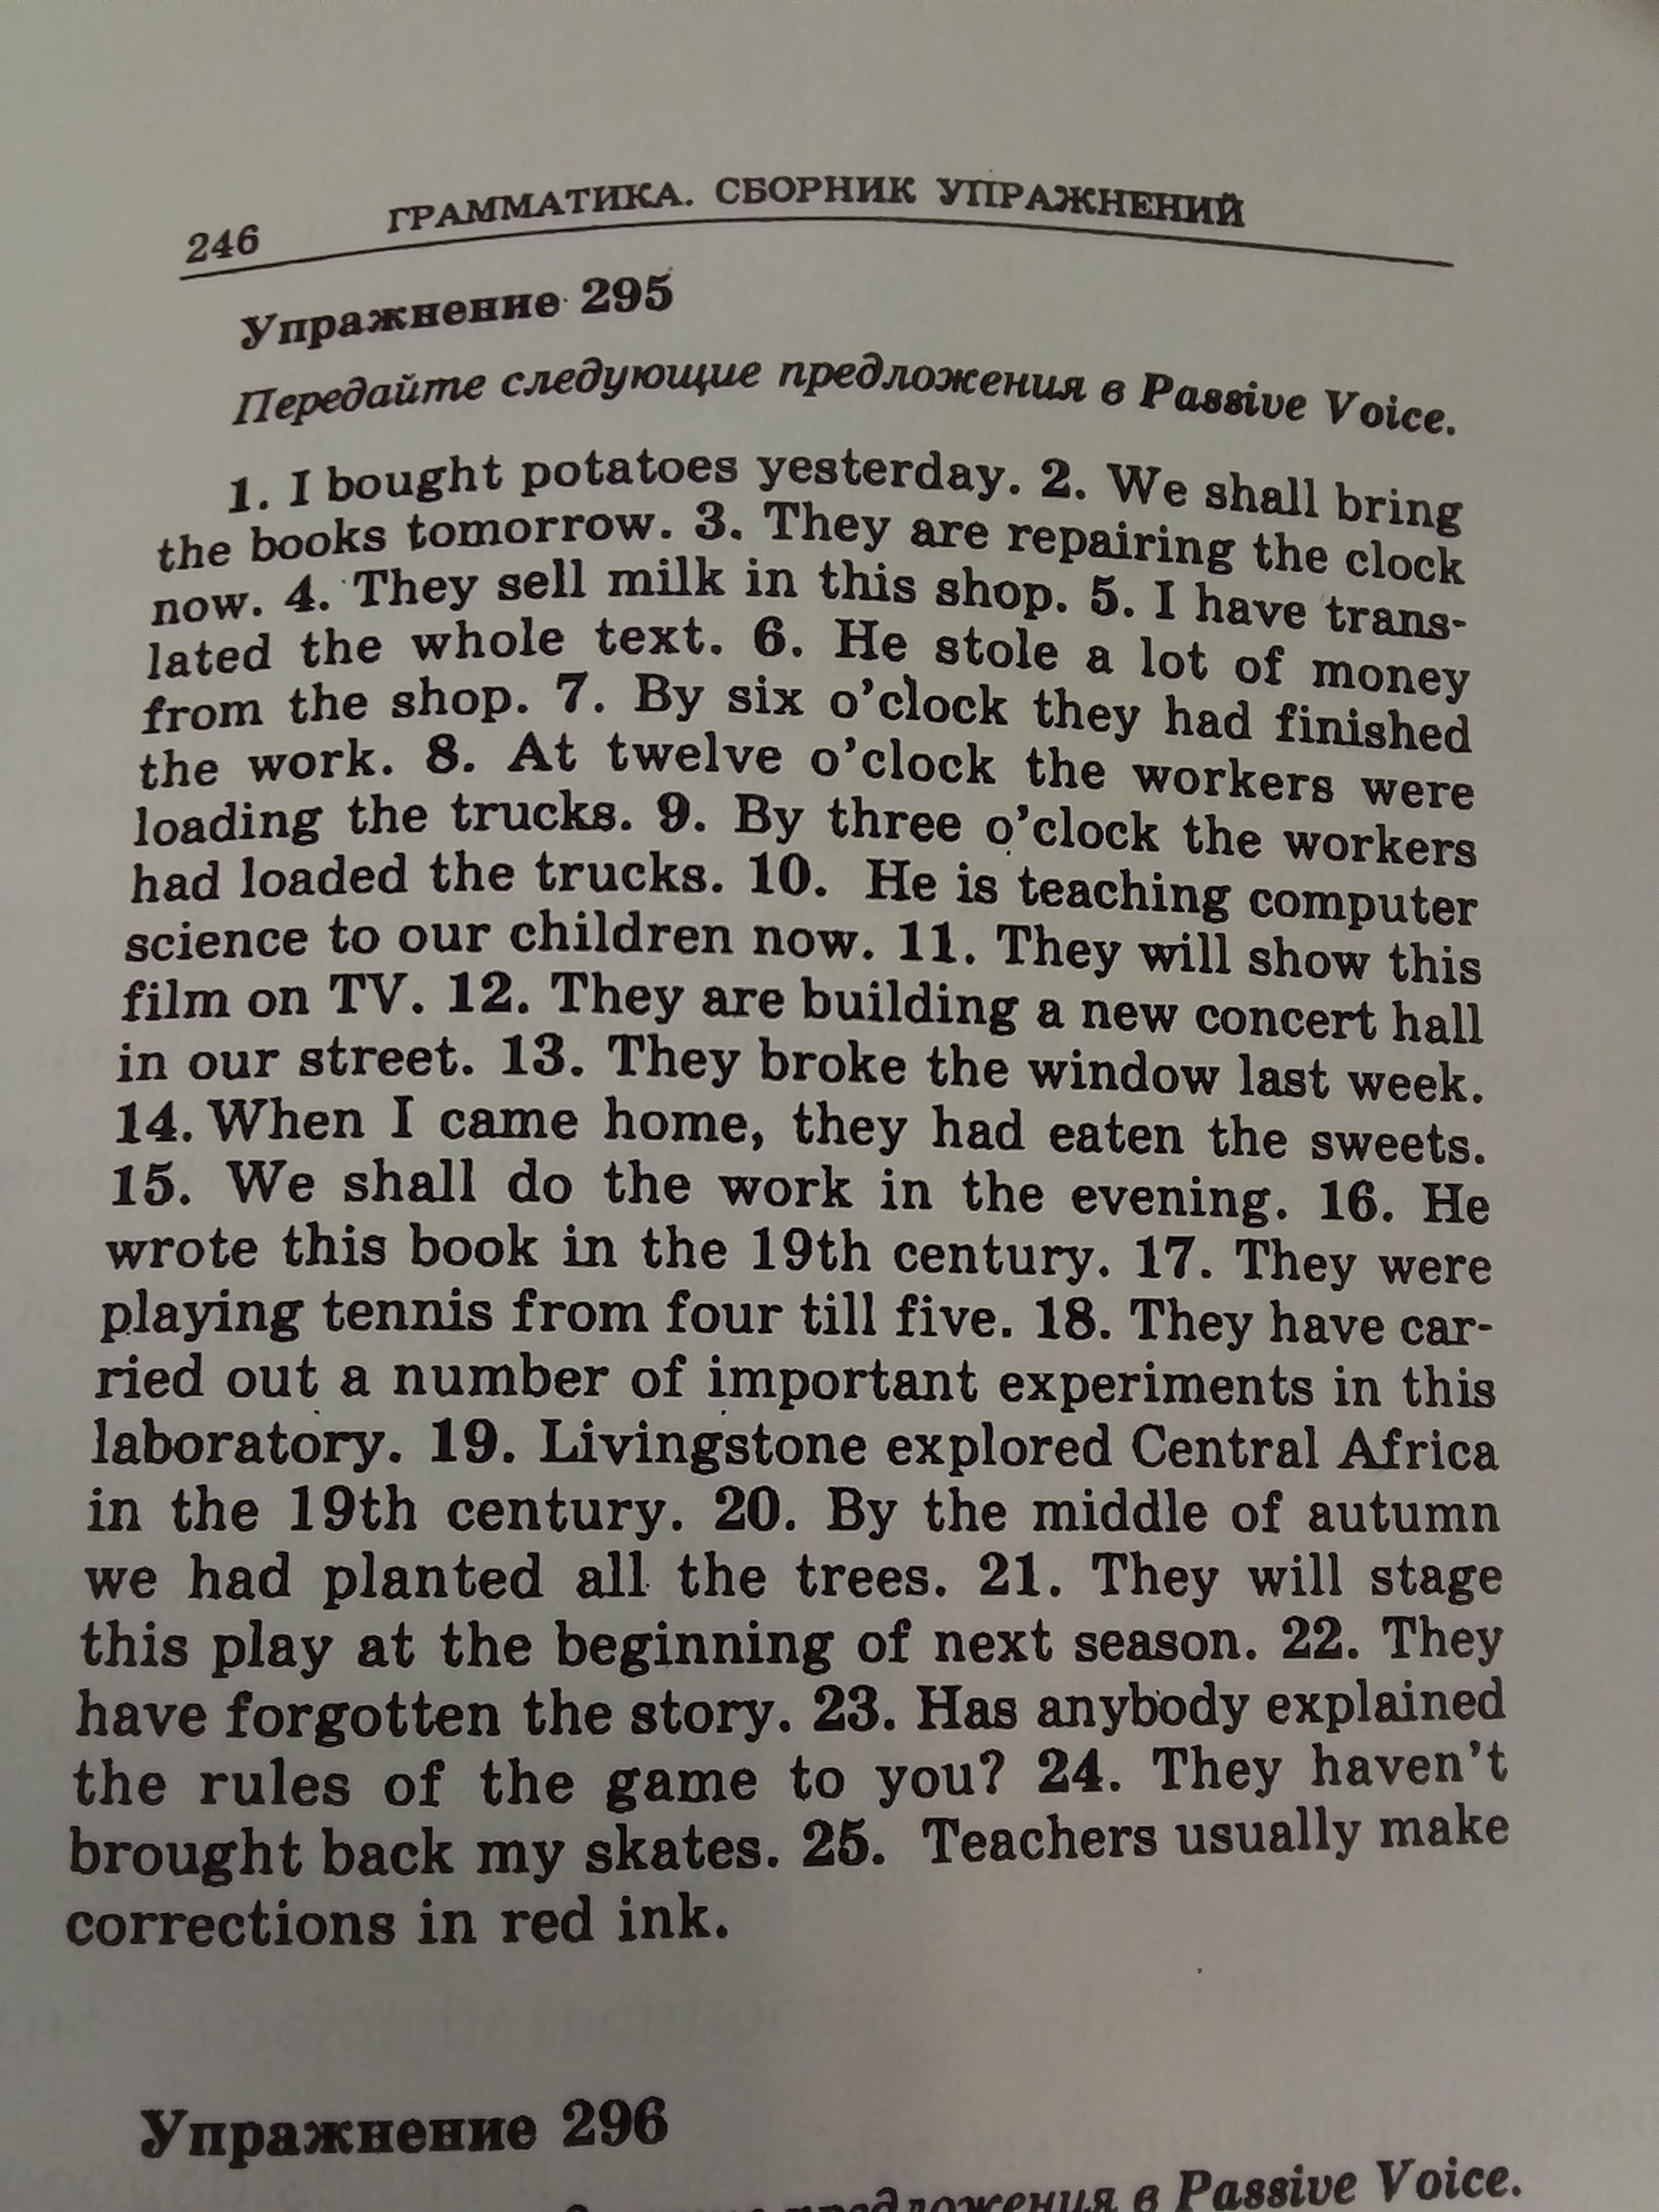 246 ГРАММАТИКА. СБОРНИК УПРАЖНЕНИЙ
Упражнение 295
Передайте следующие предложения в Passive Voice.
1. I bought potatoes yesterday. 2. We shall bring
the books tomorrow. 3. They are repairing the clock
now. 4. They sell milk in this shop. 5. I have trans-
lated the whole text. 6. He stole a lot of money
from the shop. 7. By six o'clock they had finished
the work. 8. At twelve o'clock the workers were
loading the trucks. 9. By three o'clock the workers
had loaded the trucks. 10. He is teaching computer
science to our children now. 11. They will show this
film on TV. 12. They are building a new concert hall
in our street. 13. They broke the window last week.
14. When I came home, they had eaten the sweets.
15. We shall do the work in the evening. 16. He
wrote this book in the 19th century. 17. They were
playing tennis from four till five. 18. They have car-
ried out a number of important experiments in this
laboratory. 19. Livingstone explored Central Africa
in the 19th century. 20. By the middle of autumn
we had planted all the trees. 21. They will stage
this play at the beginning of next season. 22. They
have forgotten the story. 23. Has anybody explained
the rules of the game to you? 24. They haven't
brought back my skates. 25. Teachers usually make
corrections in red ink.
Упражнение 296
предложения в Passive Voice.